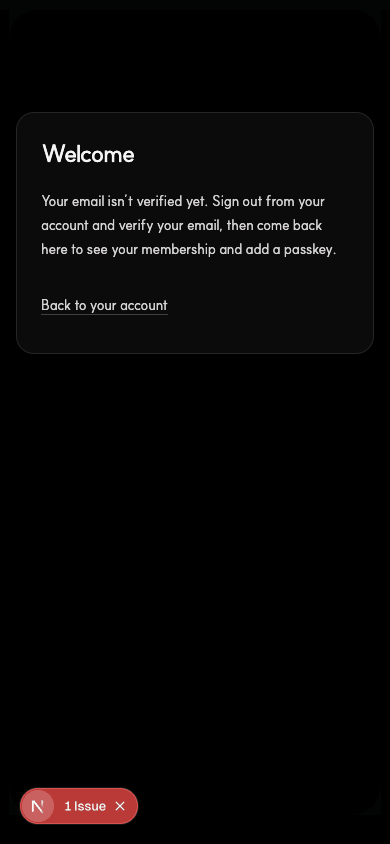 Welcome
Your email isn't verified yet. Sign out from your
account and verify your email, then come back
here to see your membership and add a passkey.
Back to your account
N 1 Issue